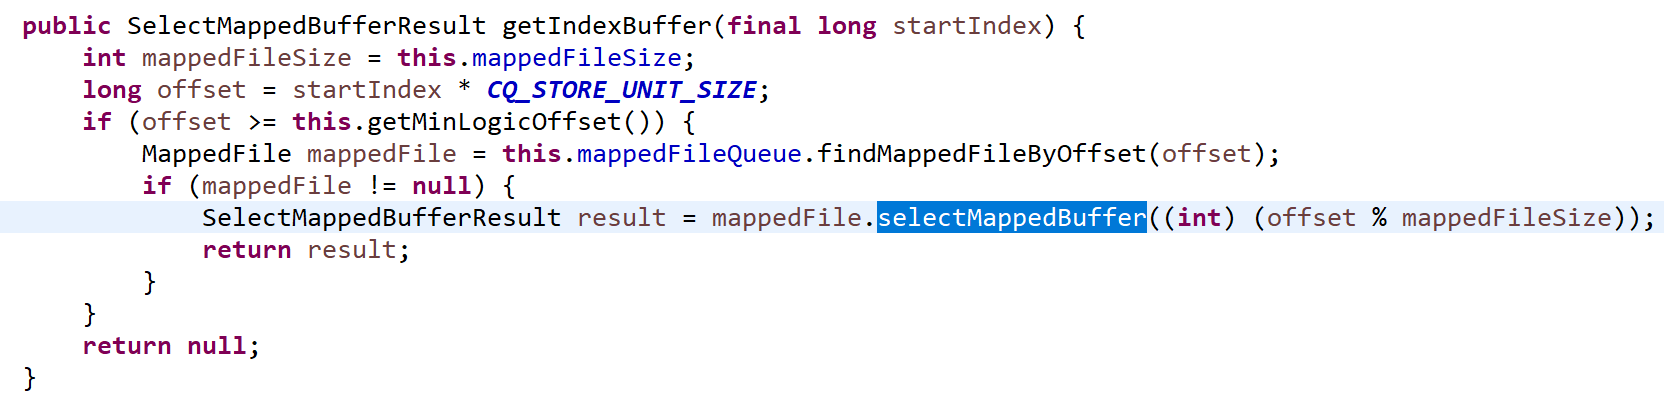 public SelectMappedBufferResult getIndexBuffer(final long startIndex) {
    int mappedFileSize = this.mappedFileSize;
    long offset = startIndex * CQ_STORE_UNIT_SIZE;
    if (offset >= this.getMinLogicOffset()) {
        MappedFile mappedFile = this.mappedFileQueue.findMappedFileByOffset(offset);
        if (mappedFile != null) {
            SelectMappedBufferResult result = mappedFile.selectMappedBuffer((int) (offset % mappedFileSize));
            return result;
        }
    }
    return null;
}